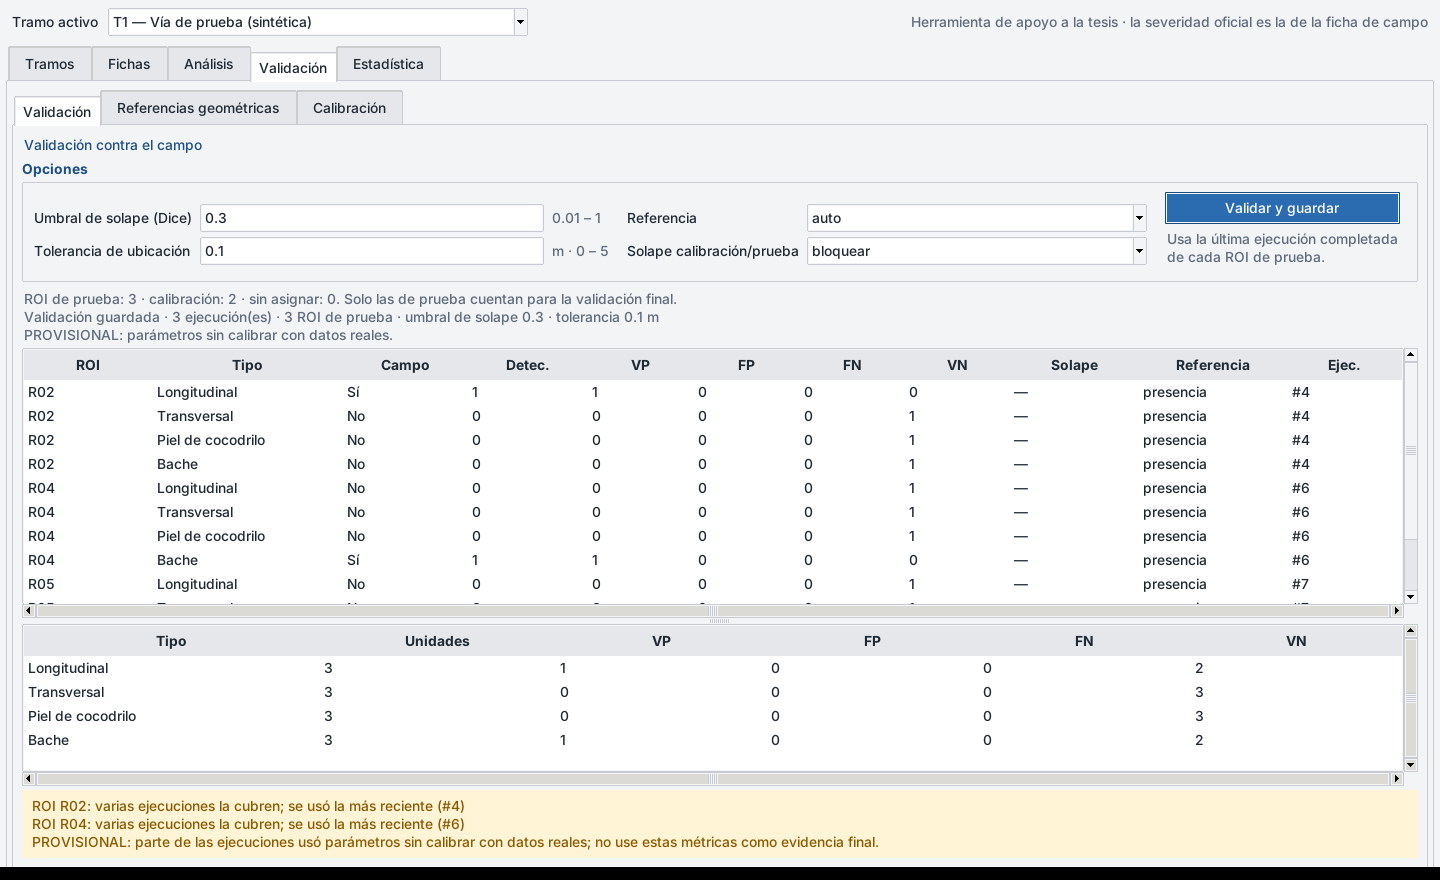 Tramo activo T1 — Vía de prueba (sintética) Herramienta de apoyo a la tesis · la severidad oficial es la de la ficha de campo
Tramos Fichas Análisis Validación Estadística
Validación Referencias geométricas Calibración
Validación contra el campo
Opciones
Umbral de solape (Dice) 0.3 0.01 – 1 Referencia auto Validar y guardar
Tolerancia de ubicación 0.1 m · 0 – 5 Solape calibración/prueba bloquear
Usa la última ejecución completada
de cada ROI de prueba.
ROI de prueba: 3 · calibración: 2 · sin asignar: 0. Solo las de prueba cuentan para la validación final.
Validación guardada · 3 ejecución(es) · 3 ROI de prueba · umbral de solape 0.3 · tolerancia 0.1 m
PROVISIONAL: parámetros sin calibrar con datos reales.
ROI Tipo Campo Detec. VP FP FN VN Solape Referencia Ejec.
R02 Longitudinal Sí 1 1 0 0 0 — presencia #4
R02 Transversal No 0 0 0 0 1 — presencia #4
R02 Piel de cocodrilo No 0 0 0 0 1 — presencia #4
R02 Bache No 0 0 0 0 1 — presencia #4
R04 Longitudinal No 0 0 0 0 1 — presencia #6
R04 Transversal No 0 0 0 0 1 — presencia #6
R04 Piel de cocodrilo No 0 0 0 0 1 — presencia #6
R04 Bache Sí 1 1 0 0 0 — presencia #6
R05 Longitudinal No 0 0 0 0 1 — presencia #7
Tipo Unidades VP FP FN VN
Longitudinal 3 1 0 0 2
Transversal 3 0 0 0 3
Piel de cocodrilo 3 0 0 0 3
Bache 3 1 0 0 2
ROI R02: varias ejecuciones la cubren; se usó la más reciente (#4)
ROI R04: varias ejecuciones la cubren; se usó la más reciente (#6)
PROVISIONAL: parte de las ejecuciones usó parámetros sin calibrar con datos reales; no use estas métricas como evidencia final.